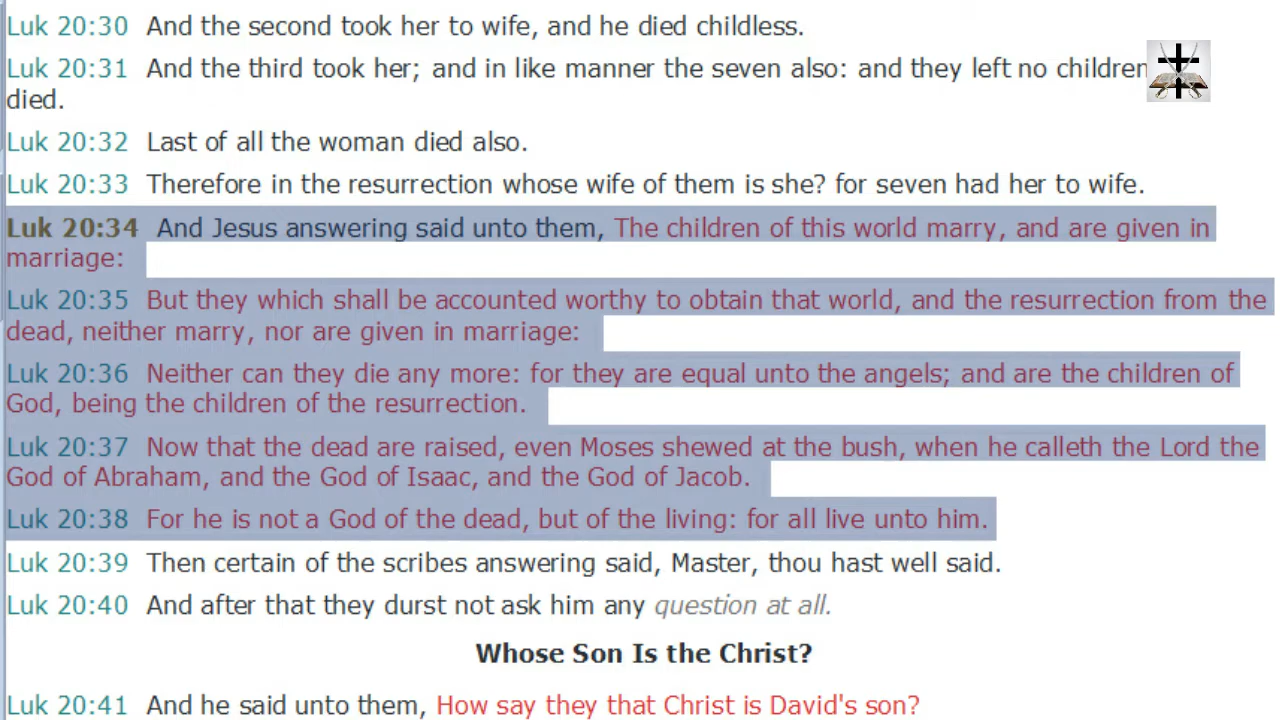 Luk 20:30 And the second took her to wife, and he died childless.
Luk 20:31 And the third took her; and in like manner the seven also: and they left no children
died.
Luk 20:32 Last of all the woman died also.
Luk 20:33 Therefore in the resurrection whose wife of them is she? for seven had her to wife.
Luk 20:34 And Jesus answering said unto them, The children of this world marry, and are given in
marriage:
Luk 20:35 But they which shall be accounted worthy to obtain that world, and the resurrection from the
dead, neither marry, nor are given in marriage:
Luk 20:36 Neither can they die any more: for they are equal unto the angels; and are the children of
God, being the children of the resurrection.
Luk 20:37 Now that the dead are raised, even Moses shewed at the bush, when he calleth the Lord the
God of Abraham, and the God of Isaac, and the God of Jacob.
Luk 20:38 For he is not a God of the dead, but of the living: for all live unto him.
Luk 20:39 Then certain of the scribes answering said, Master, thou hast well said.
Luk 20:40 And after that they durst not ask him any question at all.
Whose Son Is the Christ?
Luk 20:41 And he said unto them, How say they that Christ is David's son?